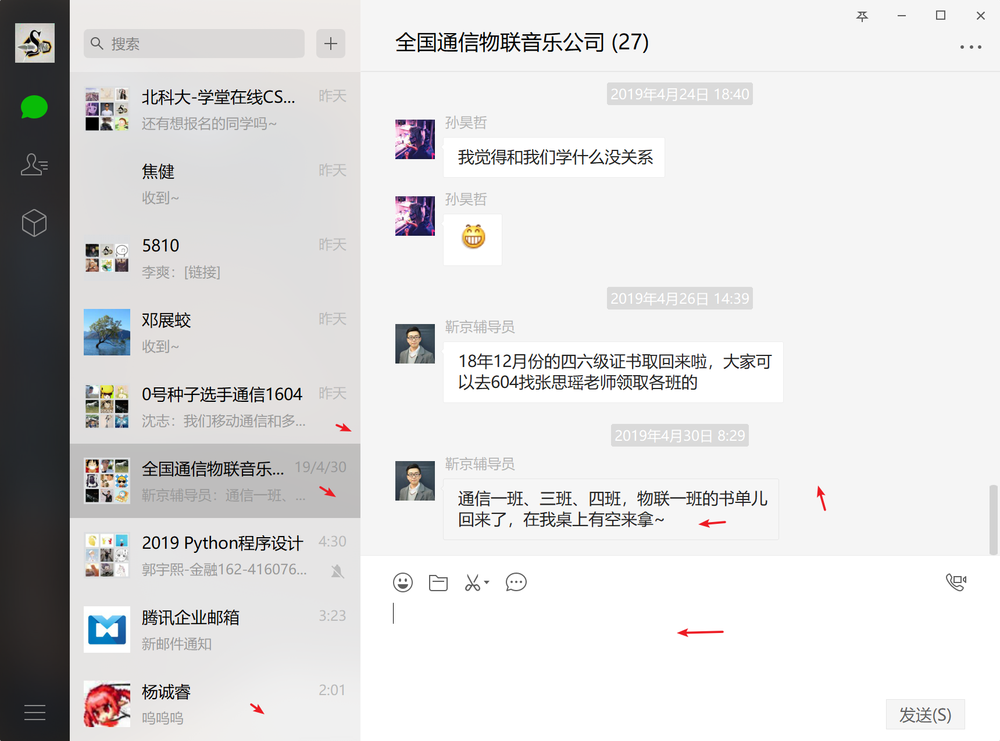 搜索
北科大-学堂在线CS...
昨天
还有想报名的同学吗~
焦健
昨天
收到~
5810
昨天
李爽：[链接]
邓展蛟
昨天
收到~
0号种子选手通信1604
昨天
沈志：我们移动通信和多...
全国通信物联音乐...
19/4/30
靳京辅导员：通信一班、...
2019 Python程序设计
4:30
郭宇熙-金融162-416076...
腾讯企业邮箱
3:23
新邮件通知
杨诚睿
2:01
呜呜呜
全国通信物联音乐公司 (27)
2019年4月24日 18:40
孙昊哲
我觉得和我们学什么没关系
孙昊哲
2019年4月26日 14:39
靳京辅导员
18年12月份的四六级证书取回来啦，大家可
以去604找张思瑶老师领取各班的
2019年4月30日 8:29
靳京辅导员
通信一班、三班、四班，物联一班的书单儿
回来了，在我桌上有空来拿~
发送(S)